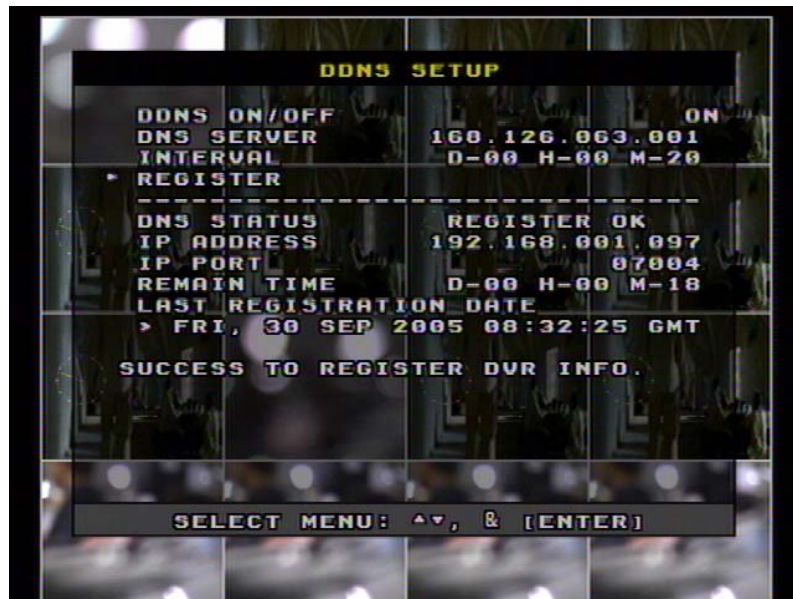 DDNS SETUP
DDNS ON/OFF ON
DNS SERVER 168.126.063.001
INTERVAL D-00 H-00 M-20
REGISTER
DNS STATUS REGISTER OK
IP ADDRESS 192.168.001.097
IP PORT 07004
REMAIN TIME D-00 H-00 M-18
LAST REGISTRATION DATE
> FRI, 30 SEP 2005 08:32:25 GMT
SUCCESS TO REGISTER DVR INFO.
SELECT MENU: ▲▼, & [ENTER]